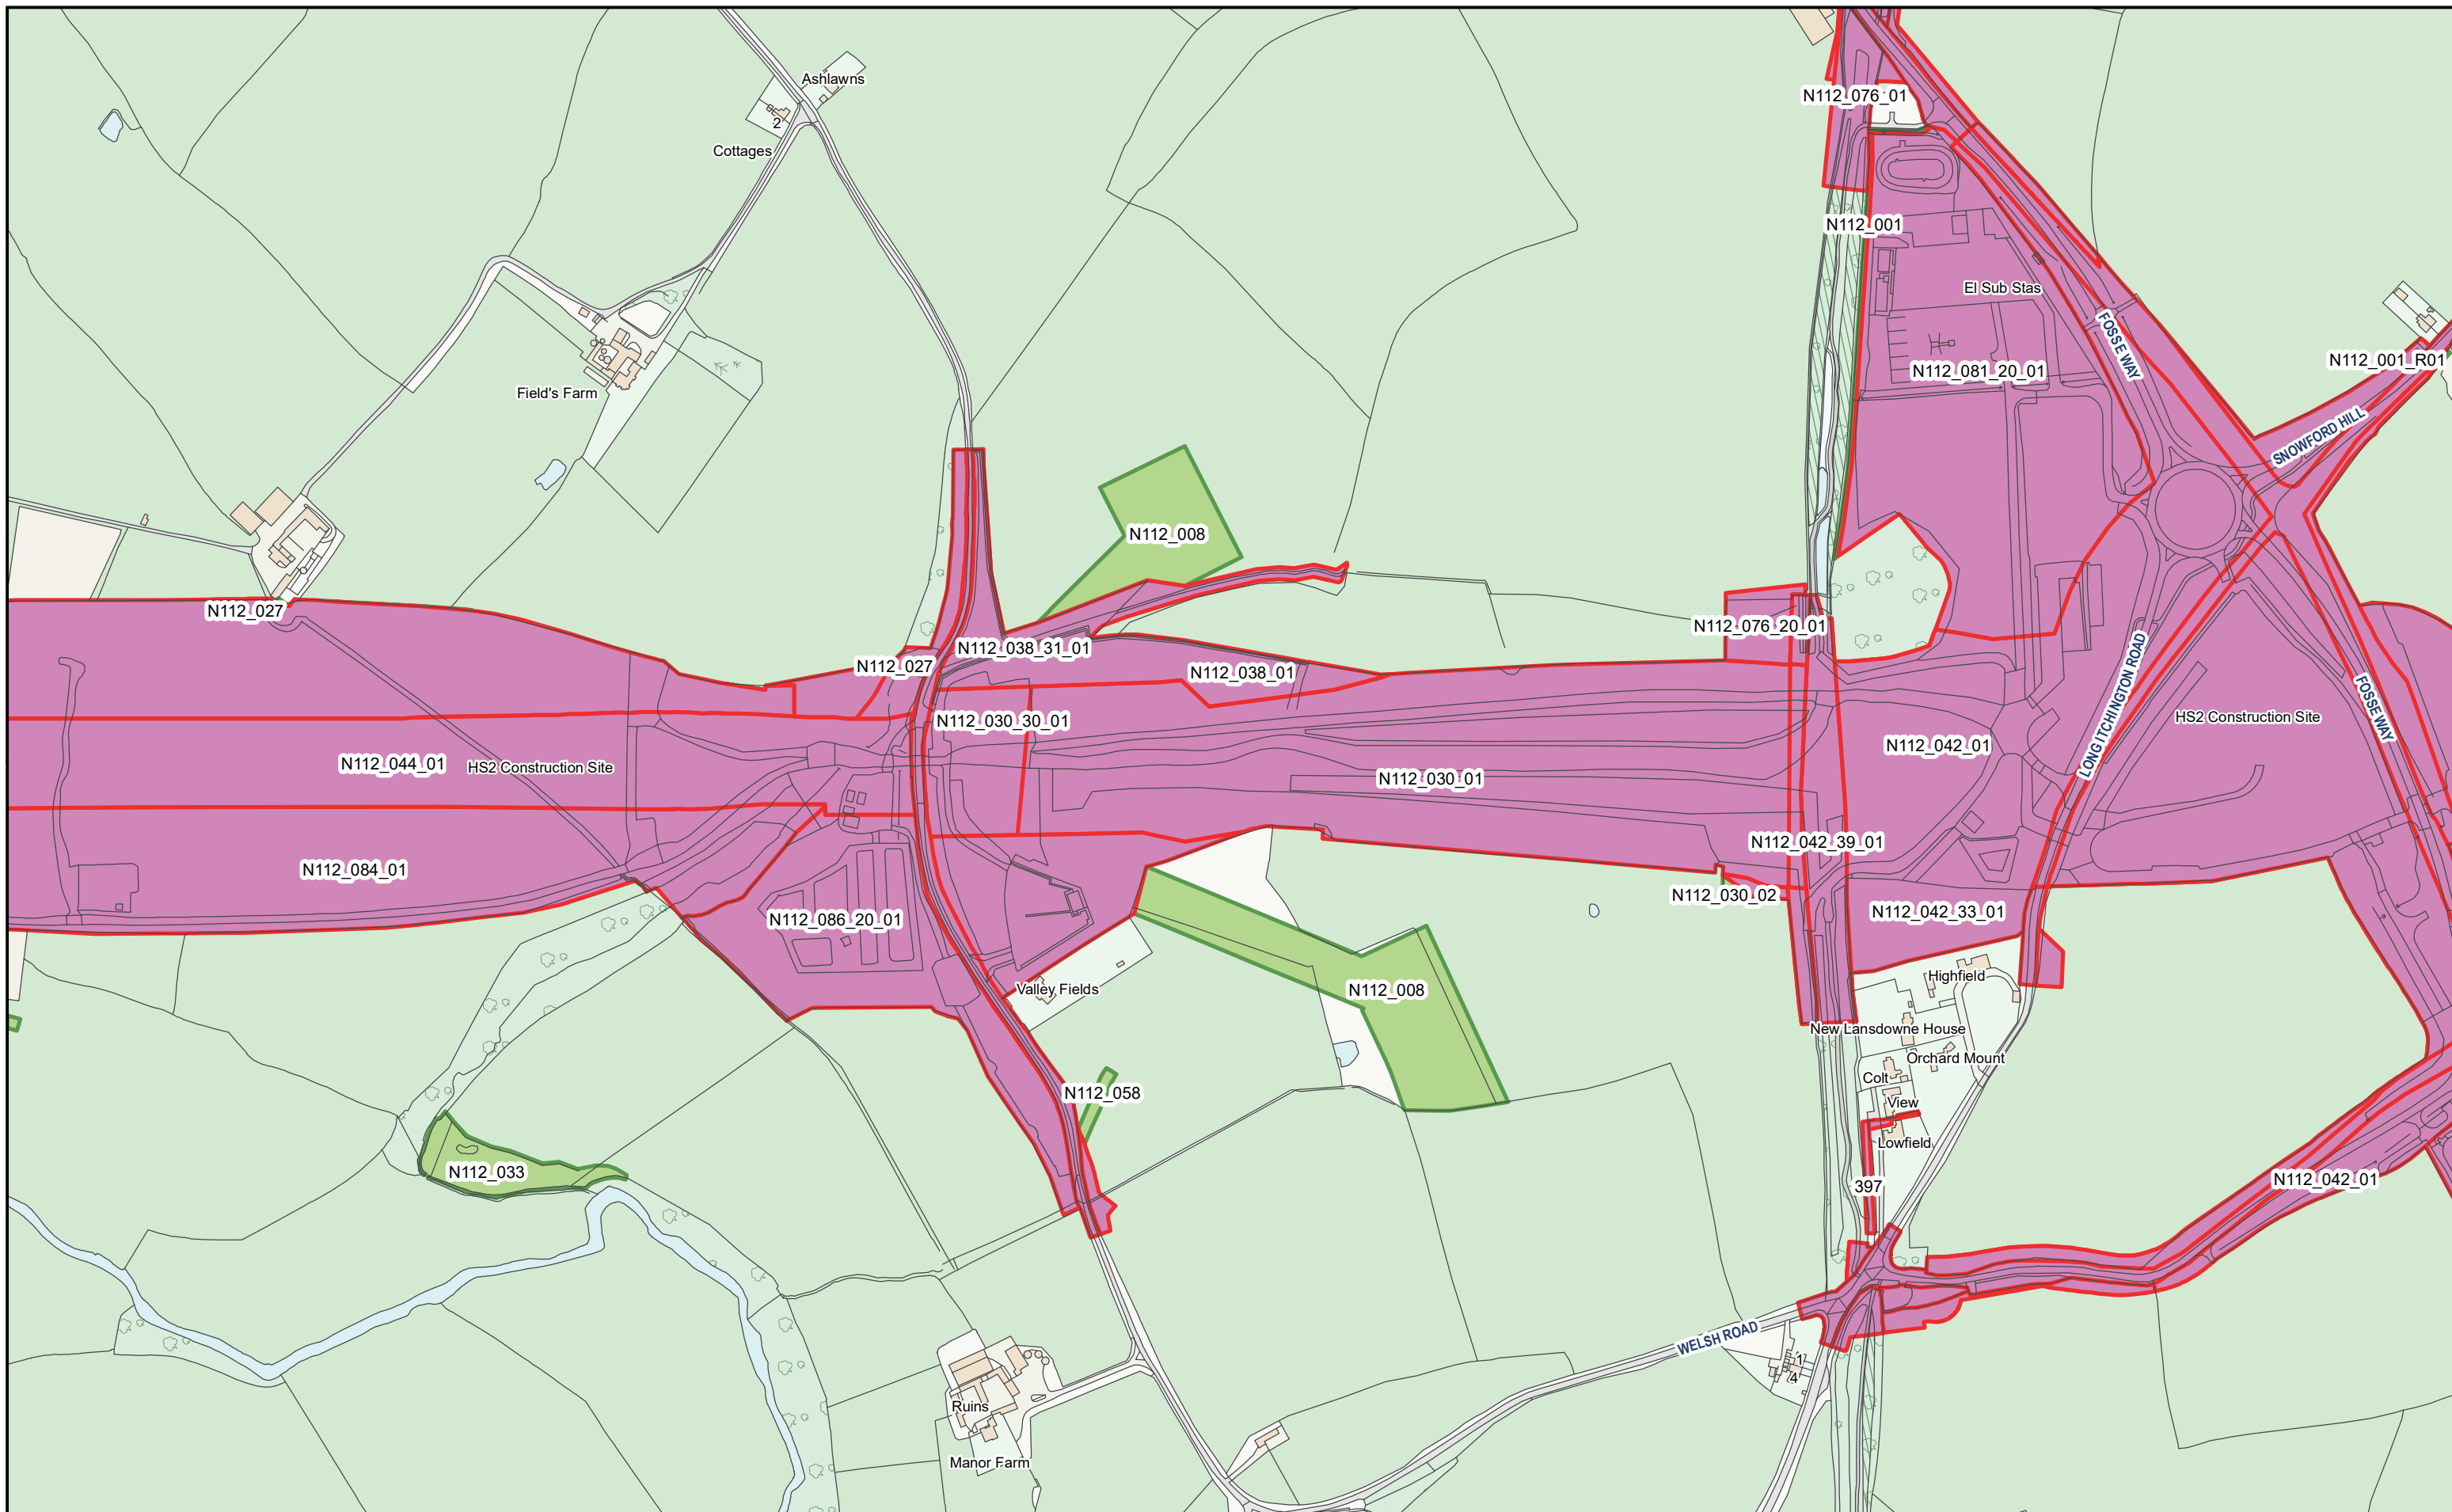 Ashlawns
N112_076_01
2
Cottages
N112_001
El Sub Stas
FOSSE WAY
N112_001_R01
N112_081_20_01
Field's Farm
SNOWFORD HILL
N112_008
N112_027
N112_076_20_01
N112_038_31_01
N112_027
N112_038_01
LONG ITCHINGTON ROAD
FOSSE WAY
HS2 Construction Site
N112_030_30_01
N112_042_01
N112_044_01
HS2 Construction Site
N112_030_01
N112_042_39_01
N112_084_01
N112_030_02
N112_042_33_01
N112_086_20_01
Highfield
Valley Fields
N112_008
New Lansdowne House
Orchard Mount
Colt
N112_058
View
Lowfield
N112_033
N112_042_01
397
WELSH ROAD
1
4
Ruins
Manor Farm